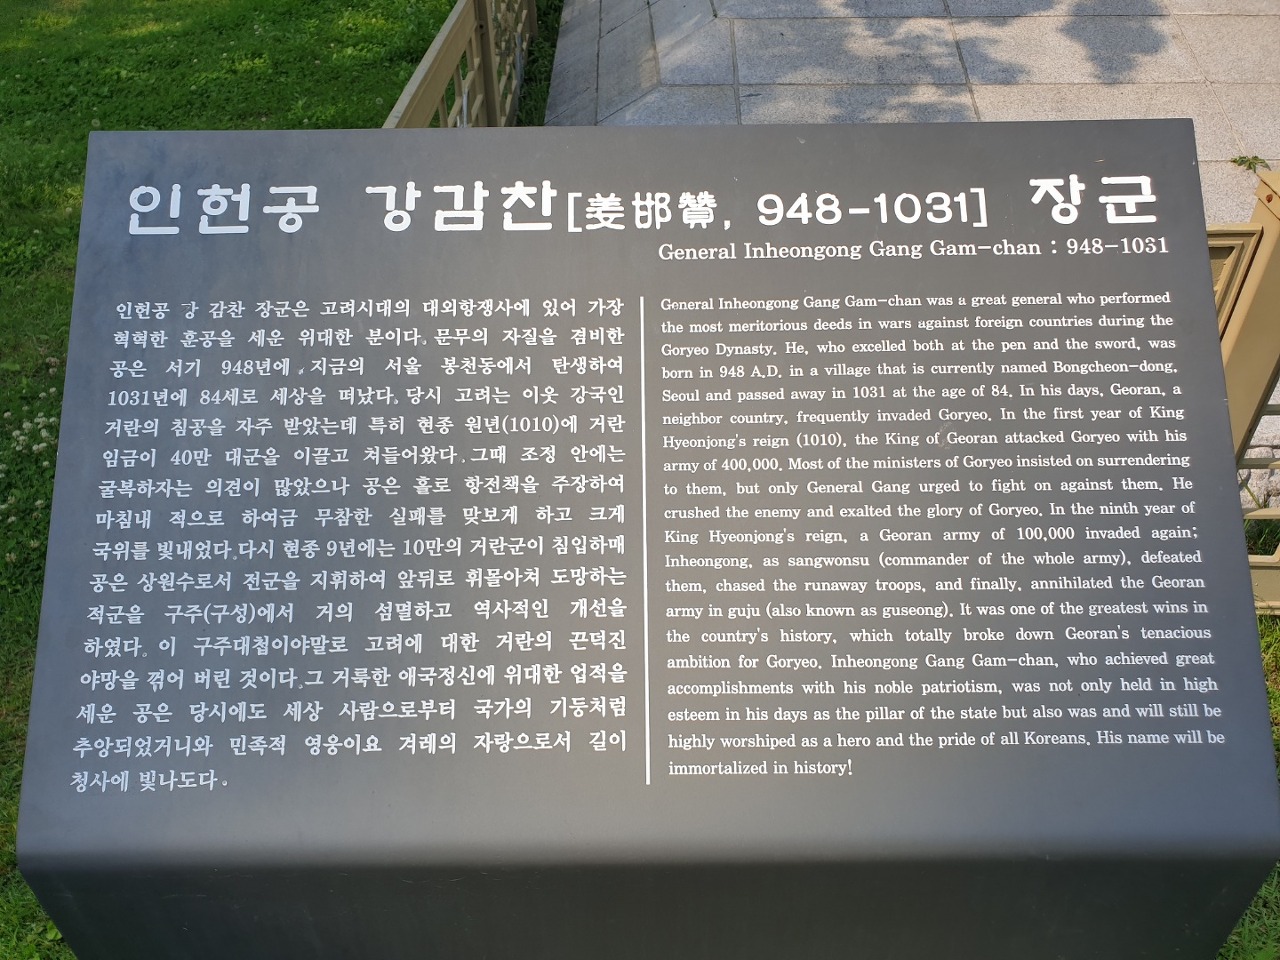 인헌공 강감찬[姜邯贊, 948-1031] 장군
General Inheongong Gang Gam-chan : 948-1031
인헌공 강 감찬 장군은 고려시대의 대외항쟁사에 있어 가장
혁혁한 훈공을 세운 위대한 분이다. 문무의 자질을 겸비한
공은 서기 948년에 지금의 서울 봉천동에서 탄생하여
1031년에 84세로 세상을 떠났다. 당시 고려는 이웃 강국인
거란의 침공을 자주 받았는데 특히 현종 원년(1010)에 거란
임금이 40만 대군을 이끌고 쳐들어왔다. 그때 조정 안에는
굴복하자는 의견이 많았으나 공은 홀로 항전책을 주장하여
마침내 적으로 하여금 무참한 실패를 맞보게 하고 크게
국위를 빛내었다. 다시 현종 9년에는 10만의 거란군이 침입하매
공은 상원수로서 전군을 지휘하여 앞뒤로 휘몰아쳐 도망하는
적군을 구주(구성)에서 거의 섬멸하고 역사적인 개선을
하였다. 이 구주대첩이야말로 고려에 대한 거란의 끈덕진
야망을 꺾어 버린 것이다. 그 거룩한 애국정신에 위대한 업적을
세운 공은 당시에도 세상 사람으로부터 국가의 기둥처럼
추앙되었거니와 민족적 영웅이요 겨레의 자랑으로서 길이
청사에 빛나도다.
General Inheongong Gang Gam-chan was a great general who performed
the most meritorious deeds in wars against foreign countries during the
Goryeo Dynasty. He, who excelled both at the pen and the sword, was
born in 948 A.D. in a village that is currently named Bongcheon-dong,
Seoul and passed away in 1031 at the age of 84. In his days, Georan, a
neighbor country, frequently invaded Goryeo. In the first year of King
Hyeonjong's reign (1010), the King of Georan attacked Goryeo with his
army of 400,000. Most of the ministers of Goryeo insisted on surrendering
to them, but only General Gang urged to fight on against them. He
crushed the enemy and exalted the glory of Goryeo. In the ninth year of
King Hyeonjong's reign, a Georan army of 100,000 invaded again;
Inheongong, as sangwonsu (commander of the whole army), defeated
them, chased the runaway troops, and finally, annihilated the Georan
army in guju (also known as guseong). It was one of the greatest wins in
the country's history, which totally broke down Georan's tenacious
ambition for Goryeo. Inheongong Gang Gam-chan, who achieved great
accomplishments with his noble patriotism, was not only held in high
esteem in his days as the pillar of the state but also was and will still be
highly worshiped as a hero and the pride of all Koreans. His name will be
immortalized in history!